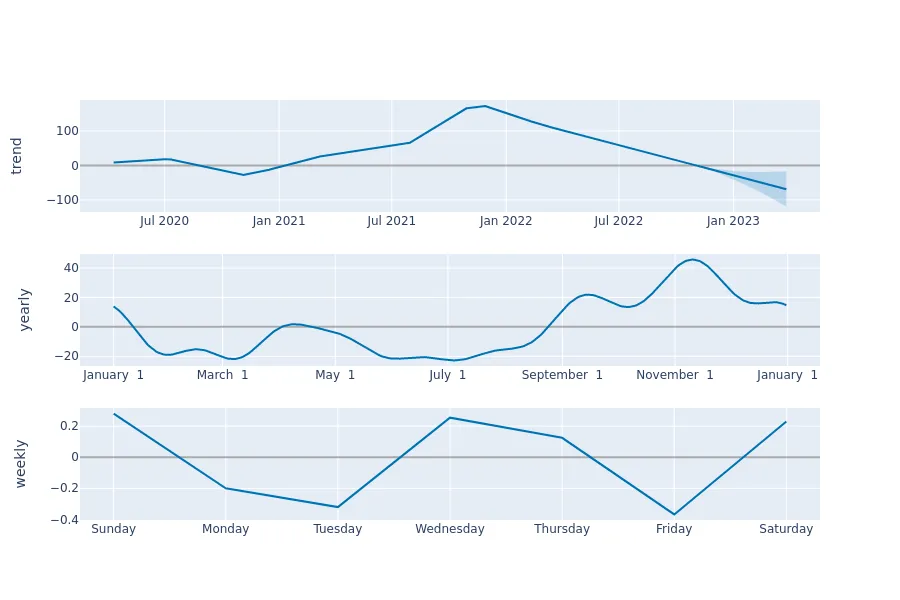 trend
100
0
−100
Jul 2020 Jan 2021 Jul 2021 Jan 2022 Jul 2022 Jan 2023
yearly
40
20
0
−20
January 1 March 1 May 1 July 1 September 1 November 1 January 1
weekly
0.2
0
−0.2
−0.4
Sunday Monday Tuesday Wednesday Thursday Friday Saturday